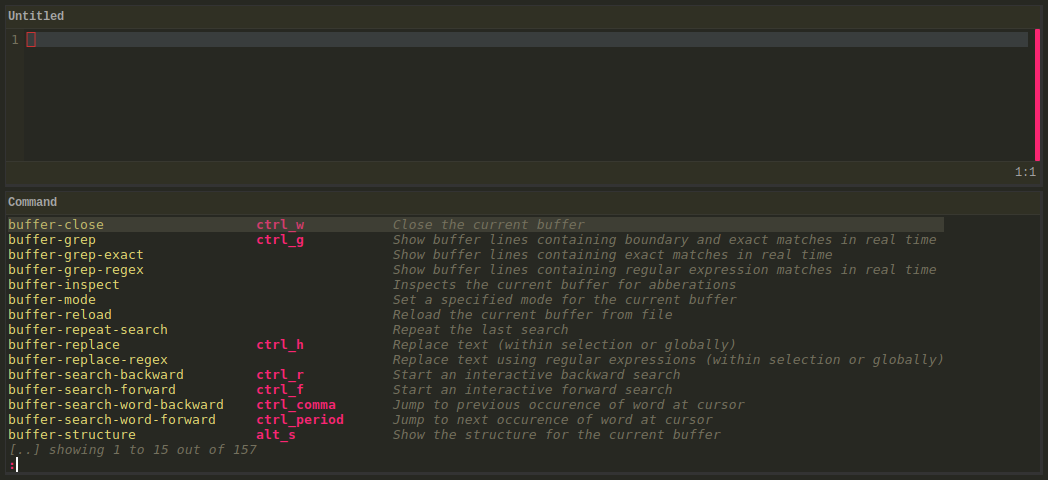 Untitled
1
1:1
Command
buffer-close ctrl_w Close the current buffer
buffer-grep ctrl_g Show buffer lines containing boundary and exact matches in real time
buffer-grep-exact Show buffer lines containing exact matches in real time
buffer-grep-regex Show buffer lines containing regular expression matches in real time
buffer-inspect Inspects the current buffer for abberations
buffer-mode Set a specified mode for the current buffer
buffer-reload Reload the current buffer from file
buffer-repeat-search Repeat the last search
buffer-replace ctrl_h Replace text (within selection or globally)
buffer-replace-regex Replace text using regular expressions (within selection or globally)
buffer-search-backward ctrl_r Start an interactive backward search
buffer-search-forward ctrl_f Start an interactive forward search
buffer-search-word-backward ctrl_comma Jump to previous occurence of word at cursor
buffer-search-word-forward ctrl_period Jump to next occurence of word at cursor
buffer-structure alt_s Show the structure for the current buffer
[..] showing 1 to 15 out of 157
: